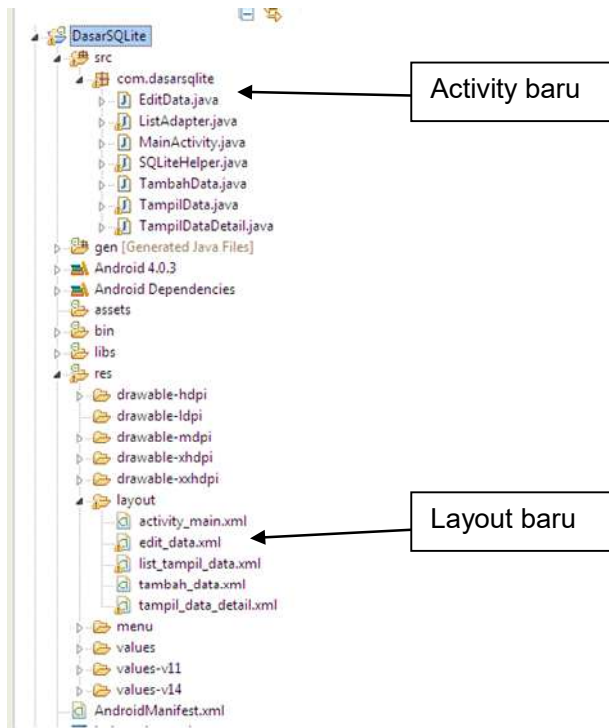 DasarSQLite
src
com.dasarsqlite
Activity baru
EditData.java
ListAdapter.java
MainActivity.java
SQLiteHelper.java
TambahData.java
TampilData.java
TampilDataDetail.java
gen [Generated Java Files]
Android 4.0.3
Android Dependencies
assets
bin
libs
res
drawable-hdpi
drawable-ldpi
drawable-mdpi
drawable-xhdpi
drawable-xxhdpi
layout
Layout baru
activity_main.xml
edit_data.xml
list_tampil_data.xml
tambah_data.xml
tampil_data_detail.xml
menu
values
values-v11
values-v14
AndroidManifest.xml